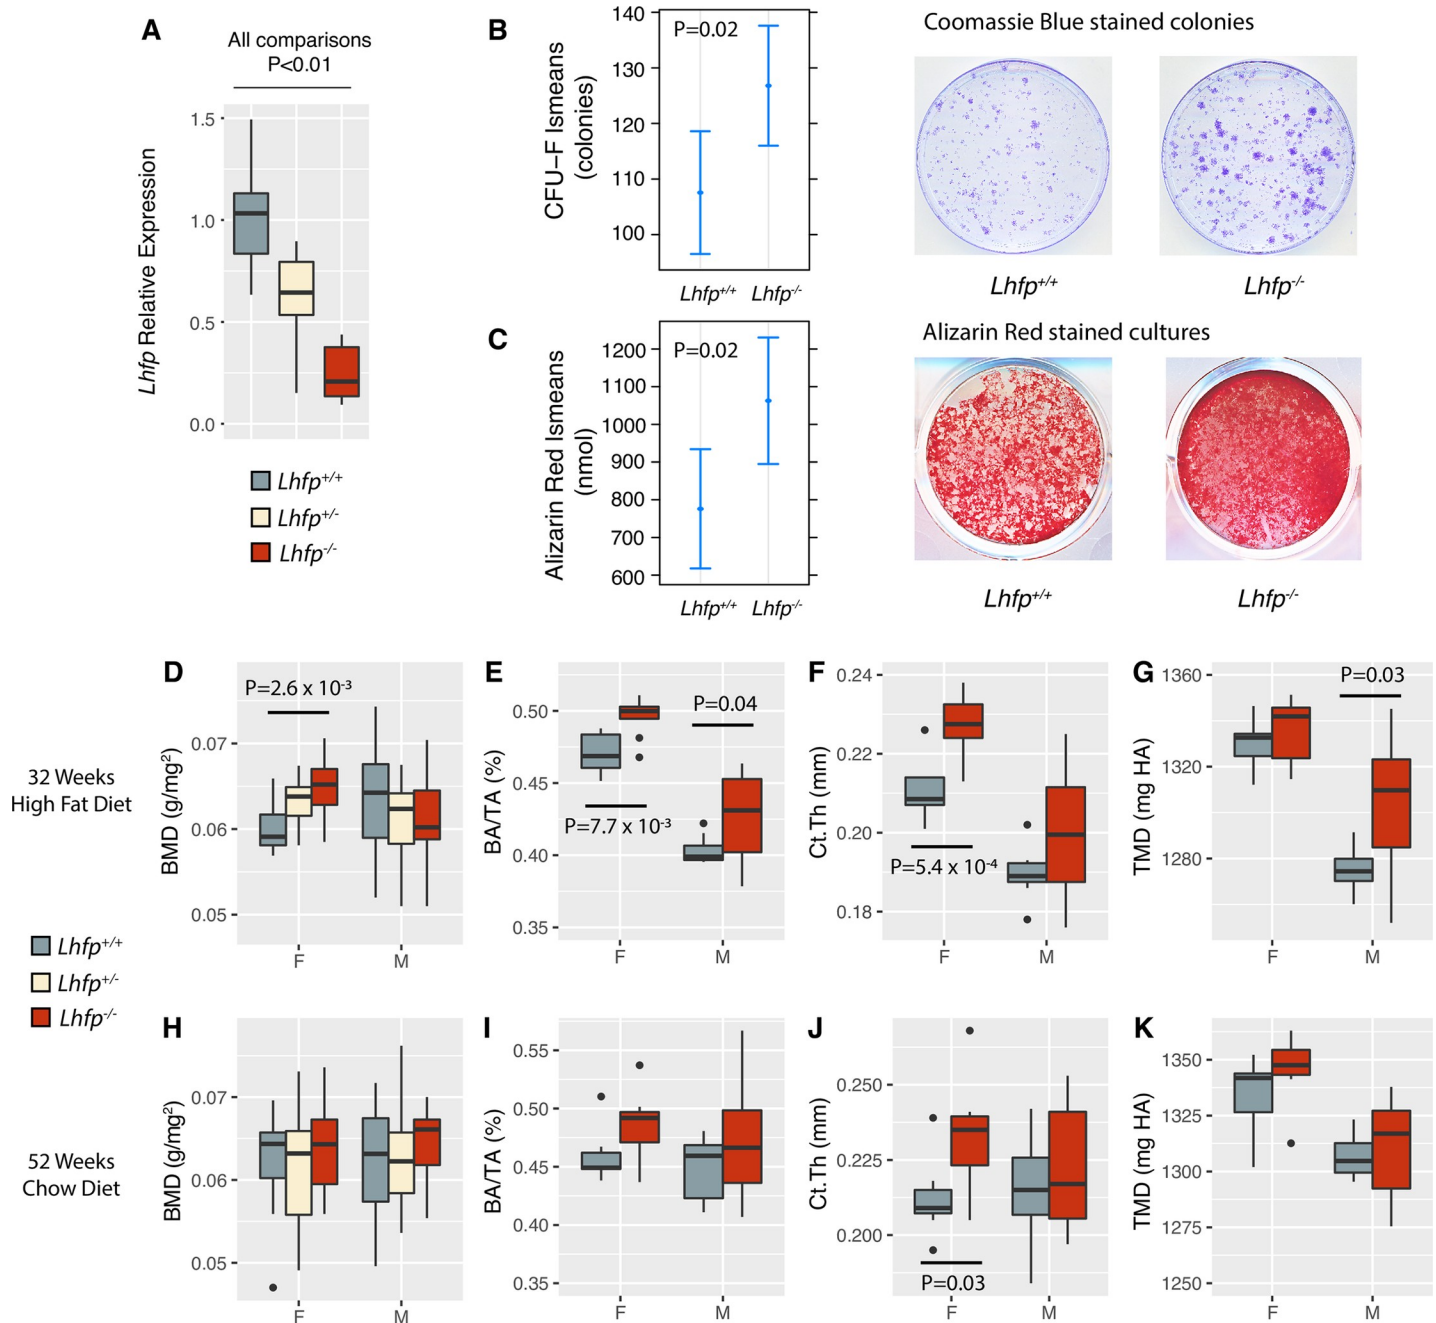 A
All comparisons
P<0.01
Lhfp Relative Expression
1.5
1.0
0.5
0.0
Lhfp+/+
Lhfp+/-
Lhfp-/-
B
CFU−F lsmeans
(colonies)
140
130
120
110
100
P=0.02
Lhfp+/+ Lhfp-/-
Coomassie Blue stained colonies
Lhfp+/+
Lhfp-/-
C
Alizarin Red lsmeans
(nmol)
1200
1100
1000
900
800
700
600
P=0.02
Lhfp+/+ Lhfp-/-
Alizarin Red stained cultures
Lhfp+/+
Lhfp-/-
32 Weeks
High Fat Diet
D
P=2.6 x 10-3
BMD (g/mg2)
0.07
0.06
0.05
F M
E
BA/TA (%)
0.50
0.45
0.40
0.35
P=0.04
P=7.7 x 10-3
F M
F
Ct.Th (mm)
0.24
0.22
0.20
0.18
P=5.4 x 10-4
F M
G
TMD (mg HA)
1360
1320
1280
P=0.03
F M
Lhfp+/+
Lhfp+/-
Lhfp-/-
52 Weeks
Chow Diet
H
BMD (g/mg2)
0.07
0.06
0.05
F M
I
BA/TA (%)
0.55
0.50
0.45
0.40
0.35
F M
J
Ct.Th (mm)
0.250
0.225
0.200
P=0.03
F M
K
TMD (mg HA)
1350
1325
1300
1275
1250
F M